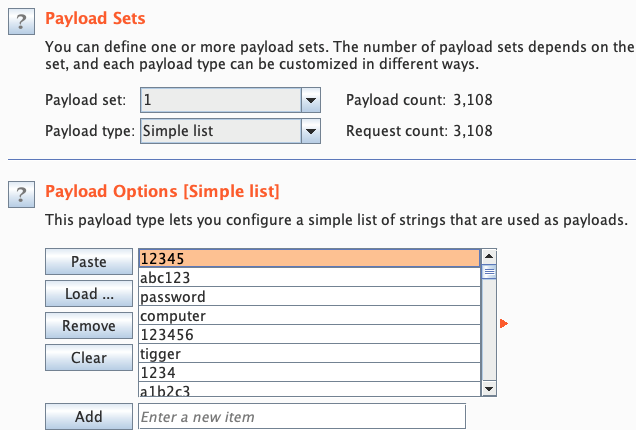 ?
Payload Sets
You can define one or more payload sets. The number of payload sets depends on the
set, and each payload type can be customized in different ways.
Payload set: 1 Payload count: 3,108
Payload type: Simple list Request count: 3,108
?
Payload Options [Simple list]
This payload type lets you configure a simple list of strings that are used as payloads.
Paste
Load ...
Remove
Clear
12345
abc123
password
computer
123456
tigger
1234
a1b2c3
Add
Enter a new item